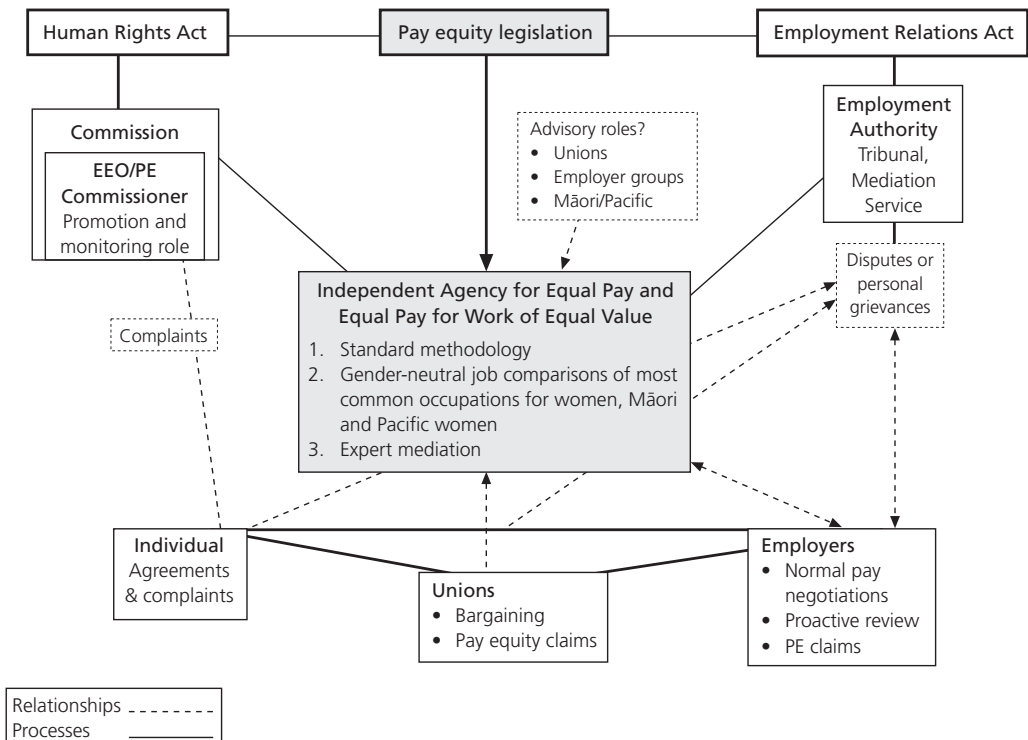 Human Rights Act
Pay equity legislation
Employment Relations Act
Commission
EEO/PE
Commissioner
Promotion and
monitoring role
Advisory roles?
• Unions
• Employer groups
• Māori/Pacific
Employment
Authority
Tribunal,
Mediation
Service
Disputes or
personal
grievances
Complaints
Independent Agency for Equal Pay and
Equal Pay for Work of Equal Value
1. Standard methodology
2. Gender-neutral job comparisons of most
common occupations for women, Māori
and Pacific women
3. Expert mediation
Individual
Agreements
& complaints
Unions
• Bargaining
• Pay equity claims
Employers
• Normal pay
negotiations
• Proactive review
• PE claims
Relationships
Processes